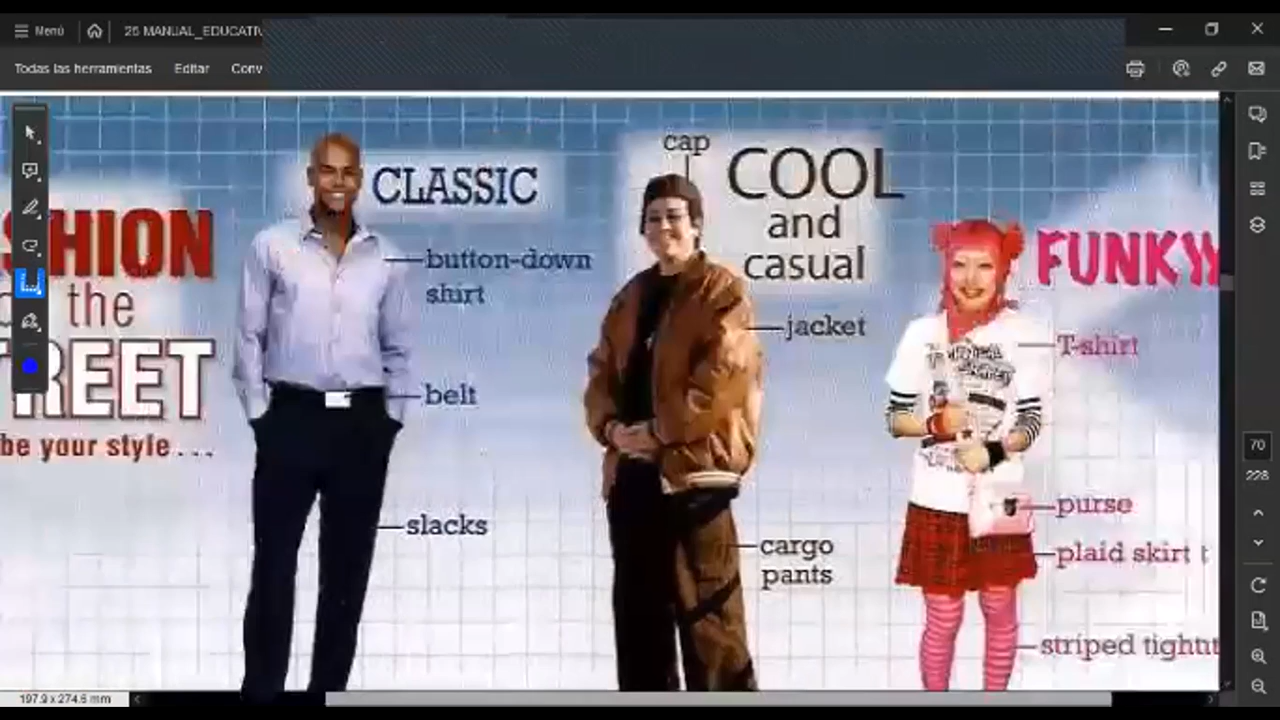 Menú
25 MANUAL_EDUCATIV
Todas las herramientas
Editar
Conv
SHION
the
REET
be your style . . .
CLASSIC
button-down
shirt
belt
slacks
cap
COOL
and
casual
jacket
cargo
pants
FUNKY
T-shirt
purse
plaid skirt t
striped tightt
70
228
197.9 x 274.6 mm